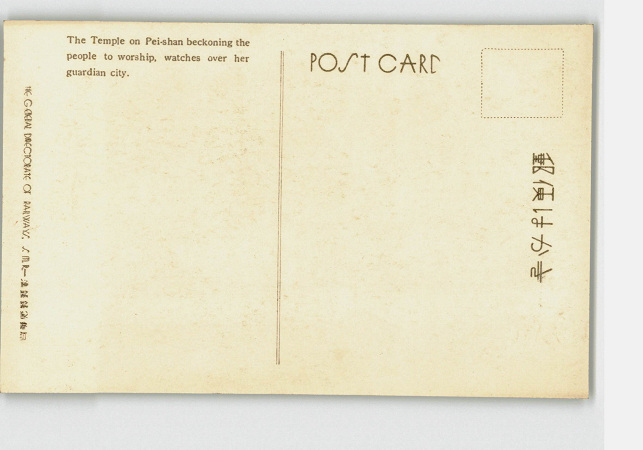 The Temple on Pei-shan beckoning the
people to worship, watches over her
guardian city.
POST CARD
郵便はがき
THE GENERAL DIRECTORATE OF RAILWAYS,